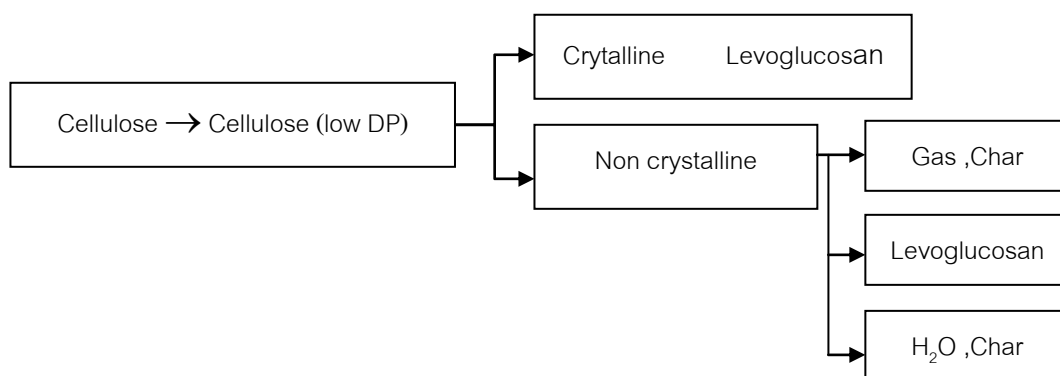 Crytalline Levoglucosan
Cellulose → Cellulose (low DP)
Non crystalline
Gas ,Char
Levoglucosan
H₂O ,Char